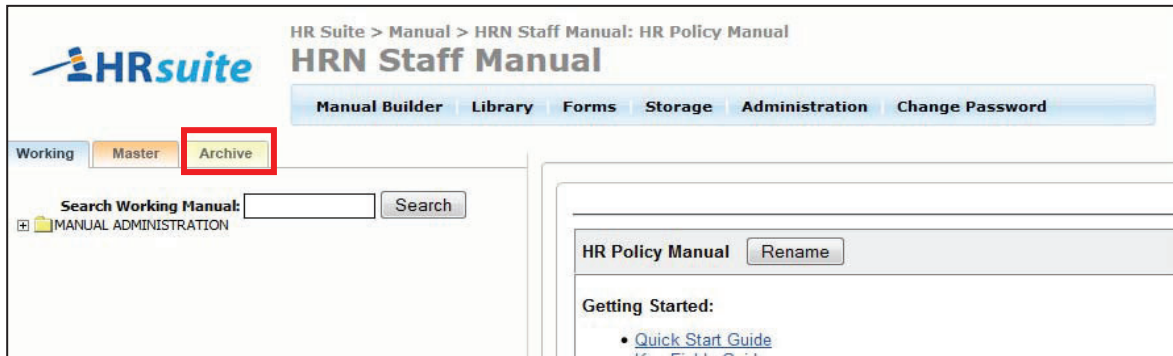 HRsuite
HR Suite > Manual > HRN Staff Manual: HR Policy Manual
HRN Staff Manual
Manual Builder Library Forms Storage Administration Change Password
Working Master Archive
Search Working Manual: Search
MANUAL ADMINISTRATION
HR Policy Manual Rename
Getting Started:
Quick Start Guide